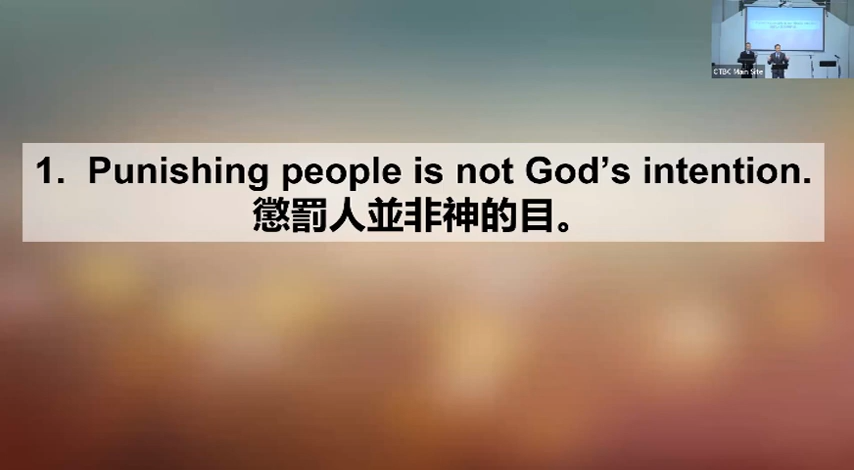 CTBC Main Site
1. Punishing people is not God’s intention.
懲罰人並非神的目。